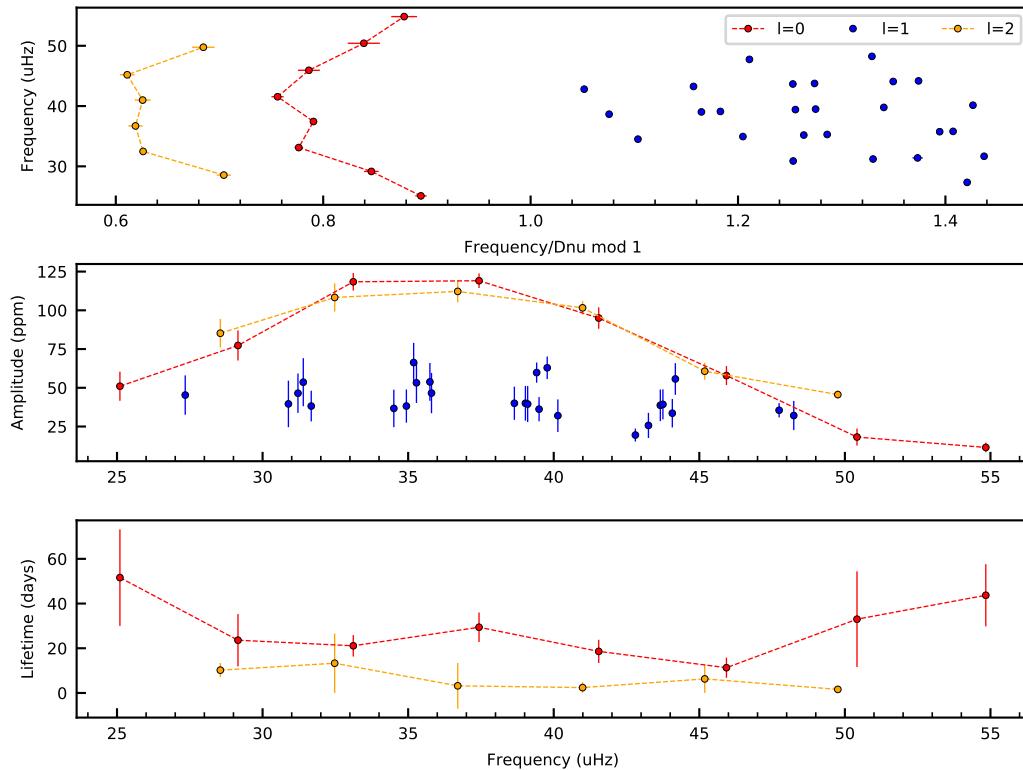 l=0 l=1 l=2
Frequency (uHz)
50
40
30
0.6 0.8 1.0 1.2 1.4
Frequency/Dnu mod 1
Amplitude (ppm)
125
100
75
50
25
25 30 35 40 45 50 55
Lifetime (days)
60
40
20
0
25 30 35 40 45 50 55
Frequency (uHz)